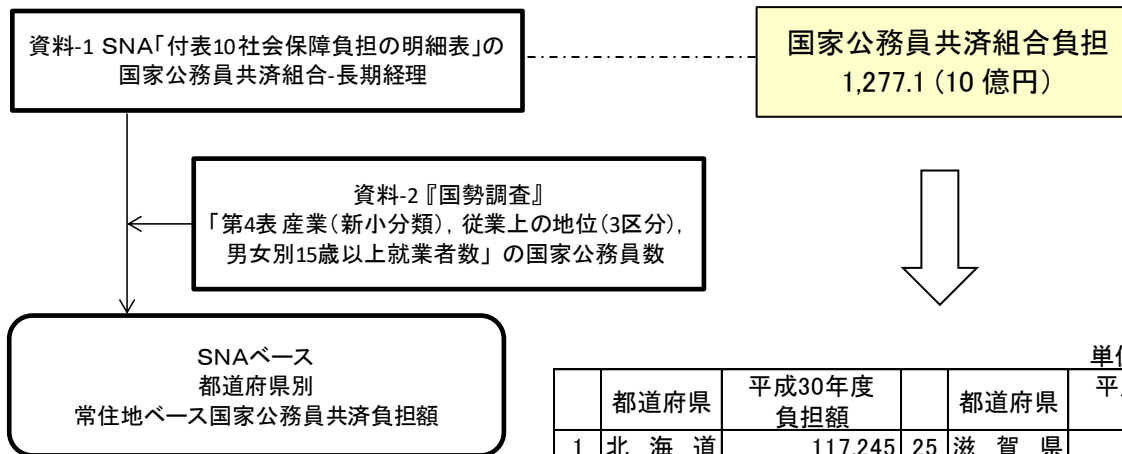 資料-1 SNA「付表10社会保障負担の明細表」の
国家公務員共済組合-長期経理
国家公務員共済組合負担
1,277.1 (10 億円)
資料-2『国勢調査』
「第4表 産業(新小分類), 従業上の地位(3区分),
男女別15歳以上就業者数」の国家公務員数
SNAベース
都道府県別
常住地ベース国家公務員共済負担額
単
都道府県 平成30年度 都道府県 平
負担額
1 北海道 117,245 25 滋賀県